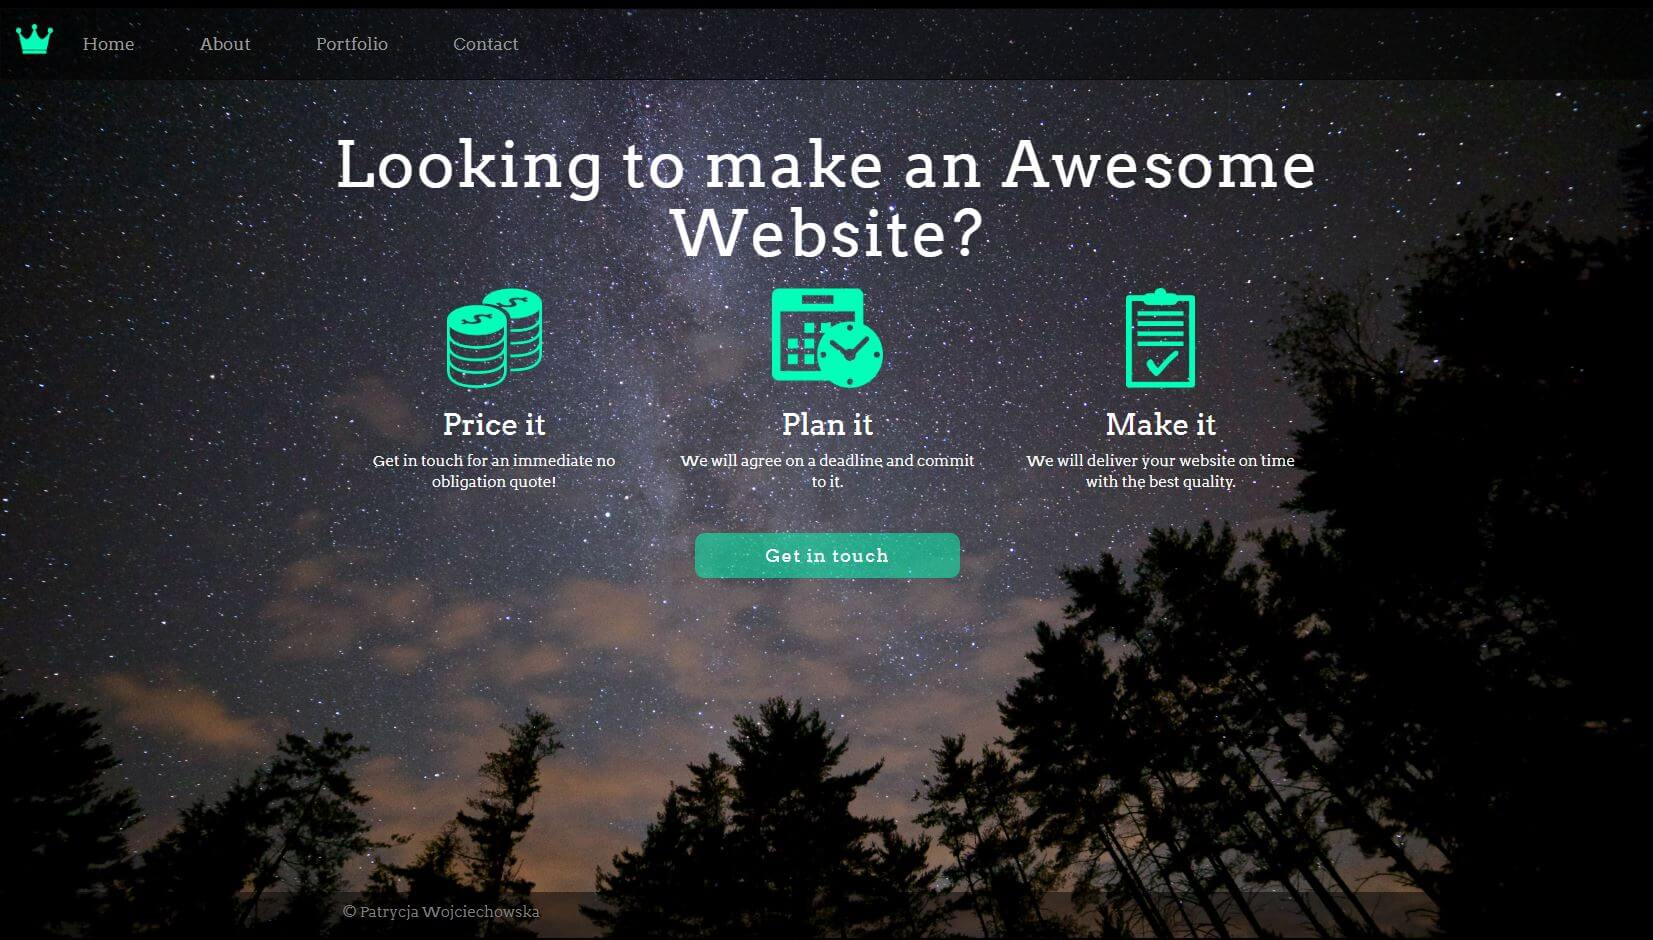 Home About Portfolio Contact
Looking to make an Awesome
Website?
Price it
Get in touch for an immediate no
obligation quote!
Plan it
We will agree on a deadline and commit
to it.
Make it
We will deliver your website on time
with the best quality.
Get in touch
© Patrycja Wojciechowska